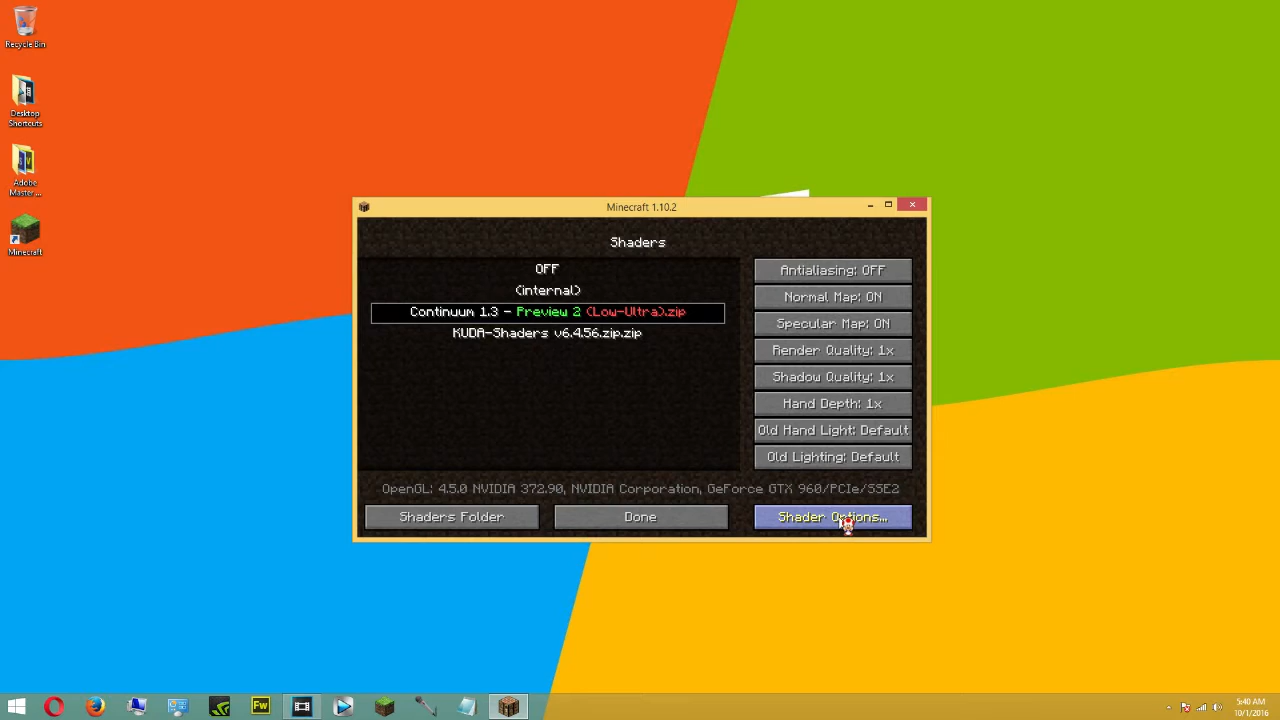 Recycle Bin
Desktop
Shortcuts
Adobe
Master ...
Minecraft
Minecraft 1.10.2
Shaders
OFF
(internal)
Continuum 1.3 - Preview 2 (Low-Ultra).zip
KUDA-Shaders v6.4.56.zip.zip
Antialiasing: OFF
Normal Map: ON
Specular Map: ON
Render Quality: 1x
Shadow Quality: 1x
Hand Depth: 1x
Old Hand Light: Default
Old Lighting: Default
OpenGL: 4.5.0 NVIDIA 372.90, NVIDIA Corporation, GeForce GTX 960/PCIe/SSE2
Shaders Folder
Done
Shader Options...
Fw
5:40 AM
10/1/2016